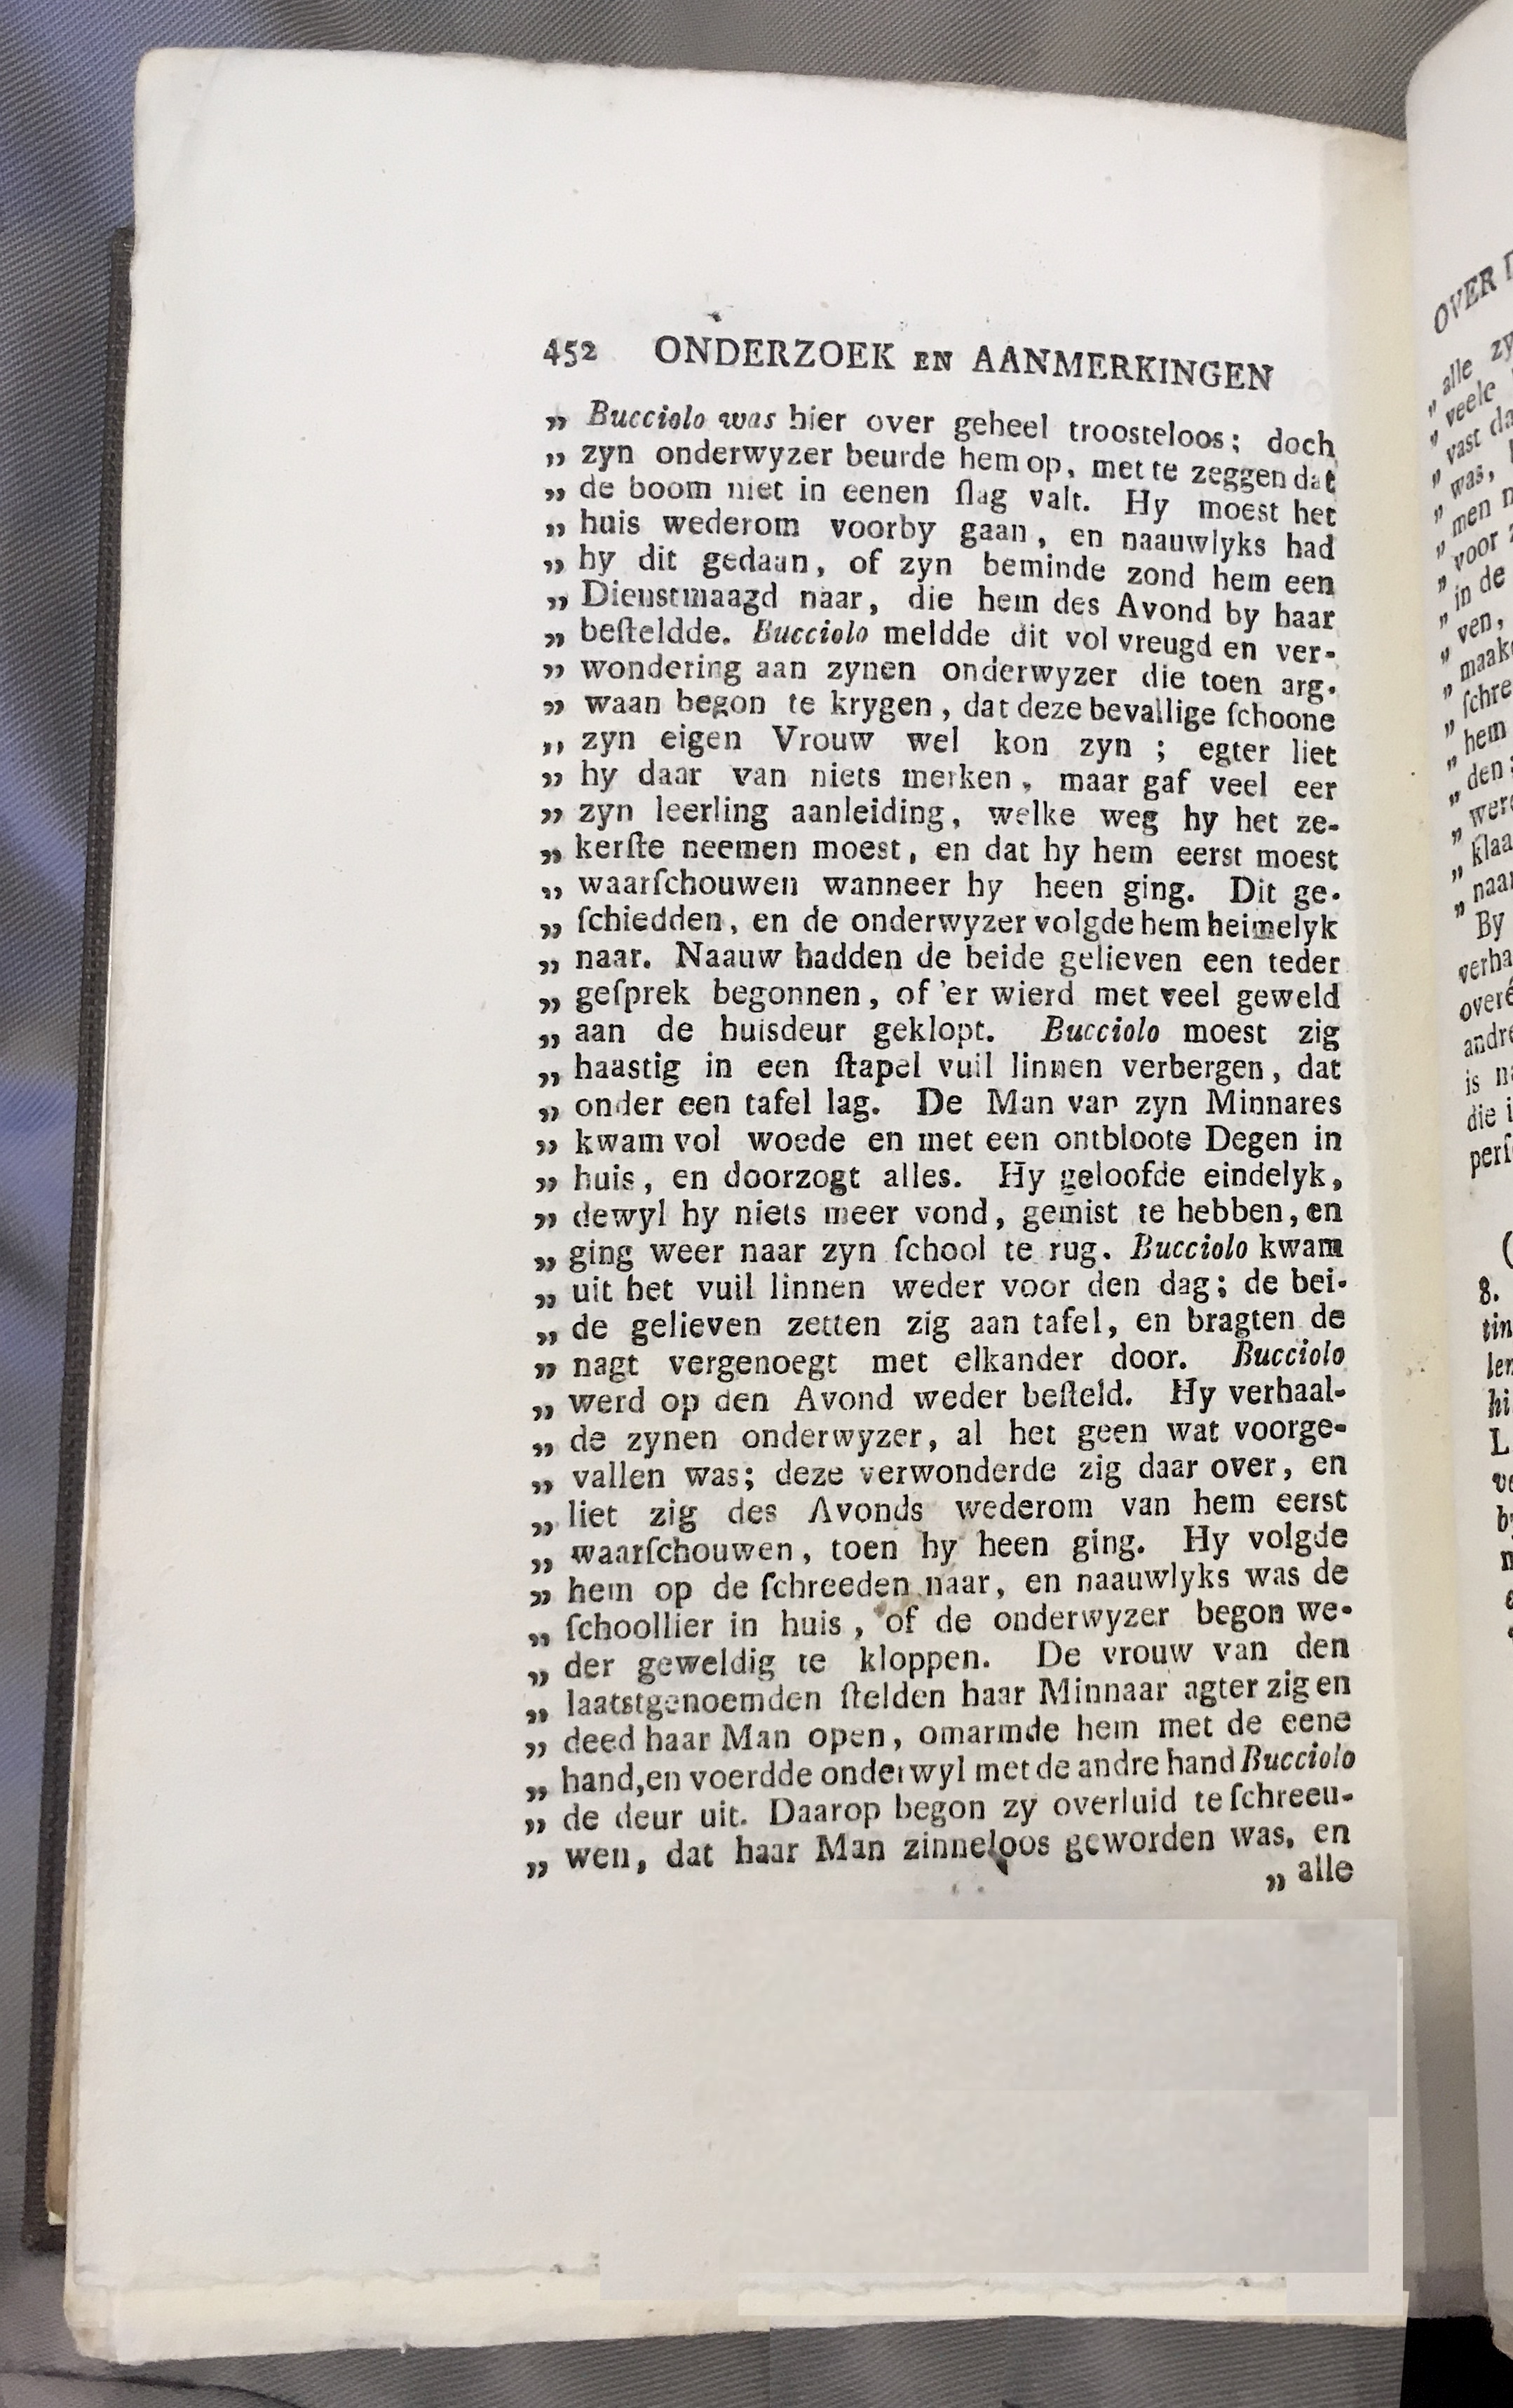 452 ONDERZOEK EN AANMERKINGEN
„ Bucciolo was hier over geheel troosteloos; doch
„ zyn onderwyzer beurde hem op, met te zeggen dat
„ de boom niet in eenen ſlag valt. Hy moest het
„ huis wederom voorby gaan, en naauwlyks had
„ hy dit gedaan, of zyn beminde zond hem een
„ Dienstmaagd naar, die hem des Avond by haar
„ beſteldde. Bucciolo meldde dit vol vreugd en ver-
„ wondering aan zynen onderwyzer die toen arg-
„ waan begon te krygen, dat deze bevallige ſchoone
„ zyn eigen Vrouw wel kon zyn; egter liet
„ hy daar van niets merken, maar gaf veel eer
„ zyn leerling aanleiding, welke weg hy het ze-
„ kerſte neemen moest, en dat hy hem eerst moest
„ waarſchouwen wanneer hy heen ging. Dit ge-
„ ſchiedden, en de onderwyzer volgde hem heimelyk
„ naar. Naauw hadden de beide gelieven een teder
„ geſprek begonnen, of 'er wierd met veel geweld
„ aan de huisdeur geklopt. Bucciolo moest zig
„ haastig in een ſtapel vuil linnen verbergen, dat
„ onder een tafel lag. De Man van zyn Minnares
„ kwam vol woede en met een ontbloote Degen in
„ huis, en doorzogt alles. Hy geloofde eindelyk,
„ dewyl hy niets meer vond, gemist te hebben, en
„ ging weer naar zyn ſchool te rug. Bucciolo kwam
„ uit het vuil linnen weder voor den dag; de bei-
„ de gelieven zetten zig aan tafel, en bragten de
„ nagt vergenoegt met elkander door. Bucciolo
„ werd op den Avond weder beſteld. Hy verhaal-
„ de zynen onderwyzer, al het geen wat voorge-
„ vallen was; deze verwonderde zig daar over, en
„ liet zig des Avonds wederom van hem eerst
„ waarſchouwen, toen hy heen ging. Hy volgde
„ hem op de ſchreeden naar, en naauwlyks was de
„ ſchoollier in huis, of de onderwyzer begon we-
„ der geweldig te kloppen. De vrouw van den
„ laatstgenoemden ſtelden haar Minnaar agter zig en
„ deed haar Man open, omarmde hem met de eene
„ hand, en voerdde onderwyl met de andre hand Bucciolo
„ de deur uit. Daarop begon zy overluid te ſchreeu-
„ wen, dat haar Man zinneloos geworden was, en
„ alle
OVER
„ alle
„ veele
„ vast
„ was,
„ men
„ voor
„ in de
„ ven,
„ hem
„ den
By
is
die
8.